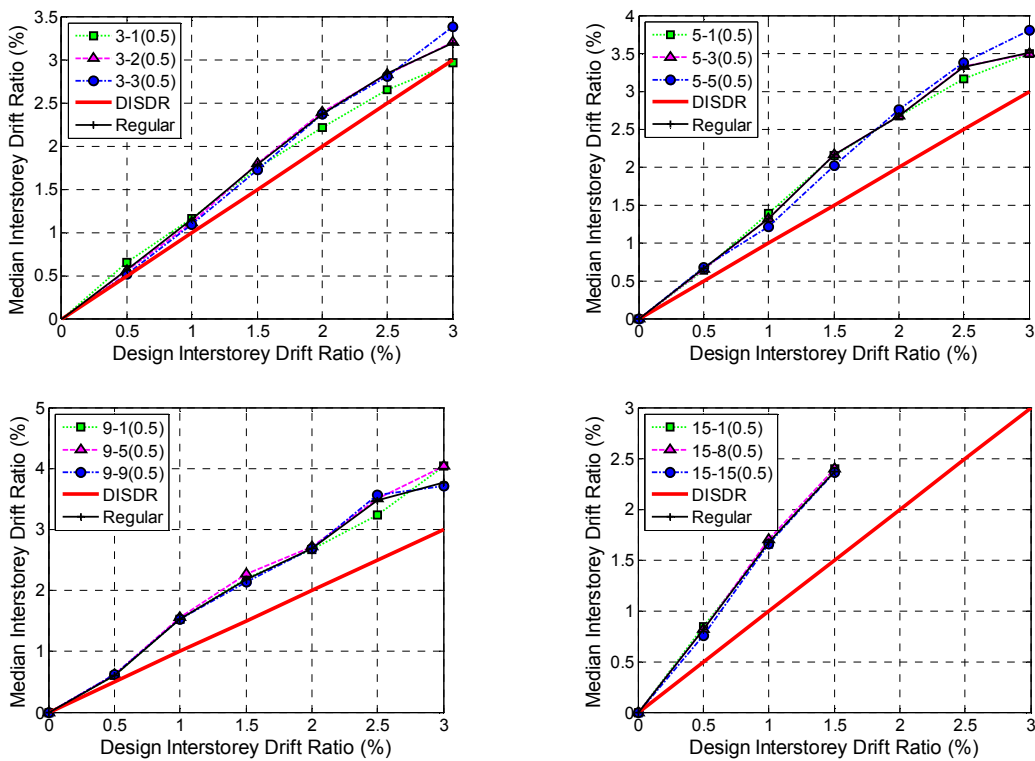 3.5
3
2.5
2
1.5
1
0.5
0
0 0.5 1 1.5 2 2.5 3
Median Interstorey Drift Ratio (%)
Design Interstorey Drift Ratio (%)
3-1(0.5)
3-2(0.5)
3-3(0.5)
DISDR
Regular
4
3.5
3
2.5
2
1.5
1
0.5
0
0 0.5 1 1.5 2 2.5 3
Median Interstorey Drift Ratio (%)
Design Interstorey Drift Ratio (%)
5-1(0.5)
5-3(0.5)
5-5(0.5)
DISDR
Regular
5
4
3
2
1
0
0 0.5 1 1.5 2 2.5 3
Median Interstorey Drift Ratio (%)
Design Interstorey Drift Ratio (%)
9-1(0.5)
9-5(0.5)
9-9(0.5)
DISDR
Regular
3
2.5
2
1.5
1
0.5
0
0 0.5 1 1.5 2 2.5 3
Median Interstorey Drift Ratio (%)
Design Interstorey Drift Ratio (%)
15-1(0.5)
15-8(0.5)
15-15(0.5)
DISDR
Regular